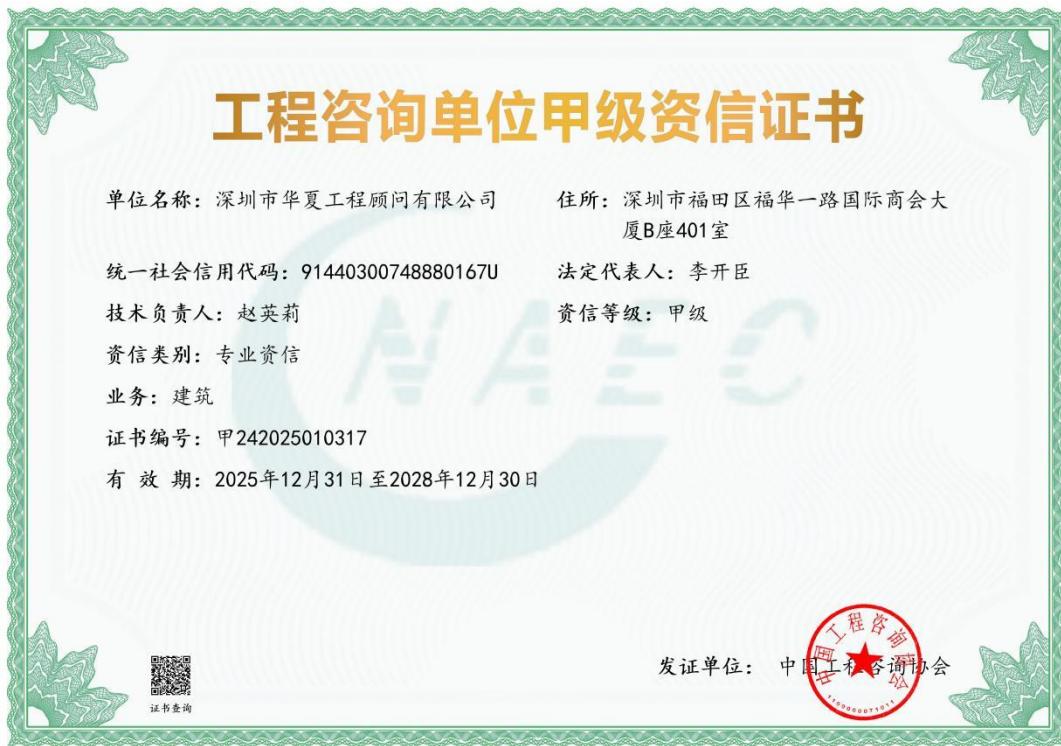 工程咨询单位甲级资信证书
单位名称：深圳市华夏工程顾问有限公司
住所：深圳市福田区福华一路国际商会大
厦B座401室
统一社会信用代码：91440300748880167U
法定代表人：李开臣
技术负责人：赵英莉
资信等级：甲级
资信类别：专业资信
业务：建筑
证书编号：甲242025010317
有 效 期：2025年12月31日至2028年12月30日
CNAEC
发证单位： 中国工程咨询协会
中国工程咨询协会
1100000071011
证书查询